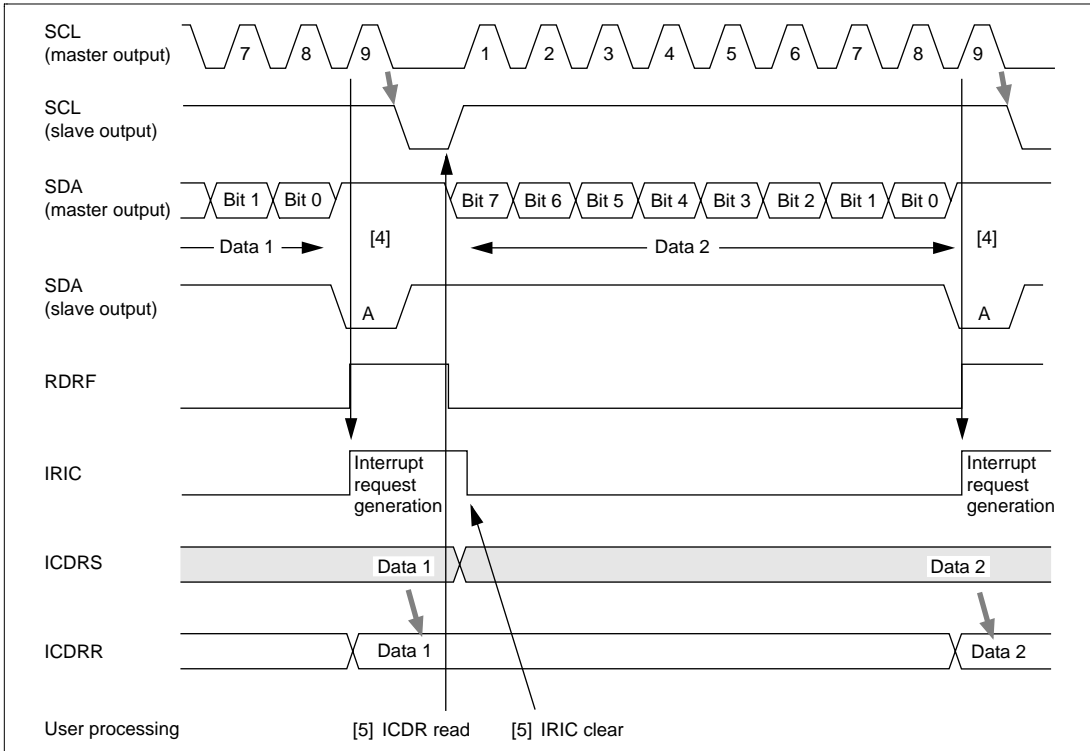 SCL
(master output)
7 8 9 1 2 3 4 5 6 7 8 9
SCL
(slave output)
SDA
(master output)
Bit 1 Bit 0 Bit 7 Bit 6 Bit 5 Bit 4 Bit 3 Bit 2 Bit 1 Bit 0
Data 1 [4] Data 2 [4]
SDA
(slave output)
A A
RDRF
IRIC
Interrupt
request
generation
Interrupt
request
generation
ICDRS
Data 1 Data 2
ICDRR
Data 1 Data 2
User processing [5] ICDR read [5] IRIC clear